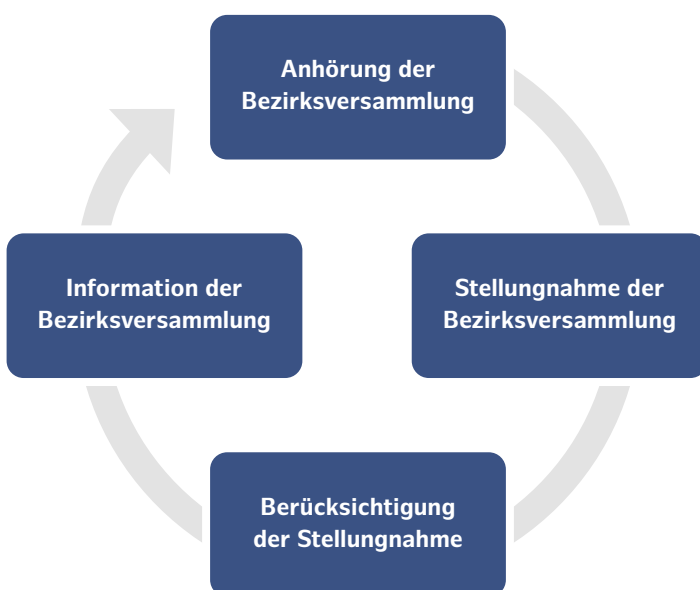 Anhörung der
Bezirksversammlung
Stellungnahme der
Bezirksversammlung
Berücksichtigung
der Stellungnahme
Information der
Bezirksversammlung